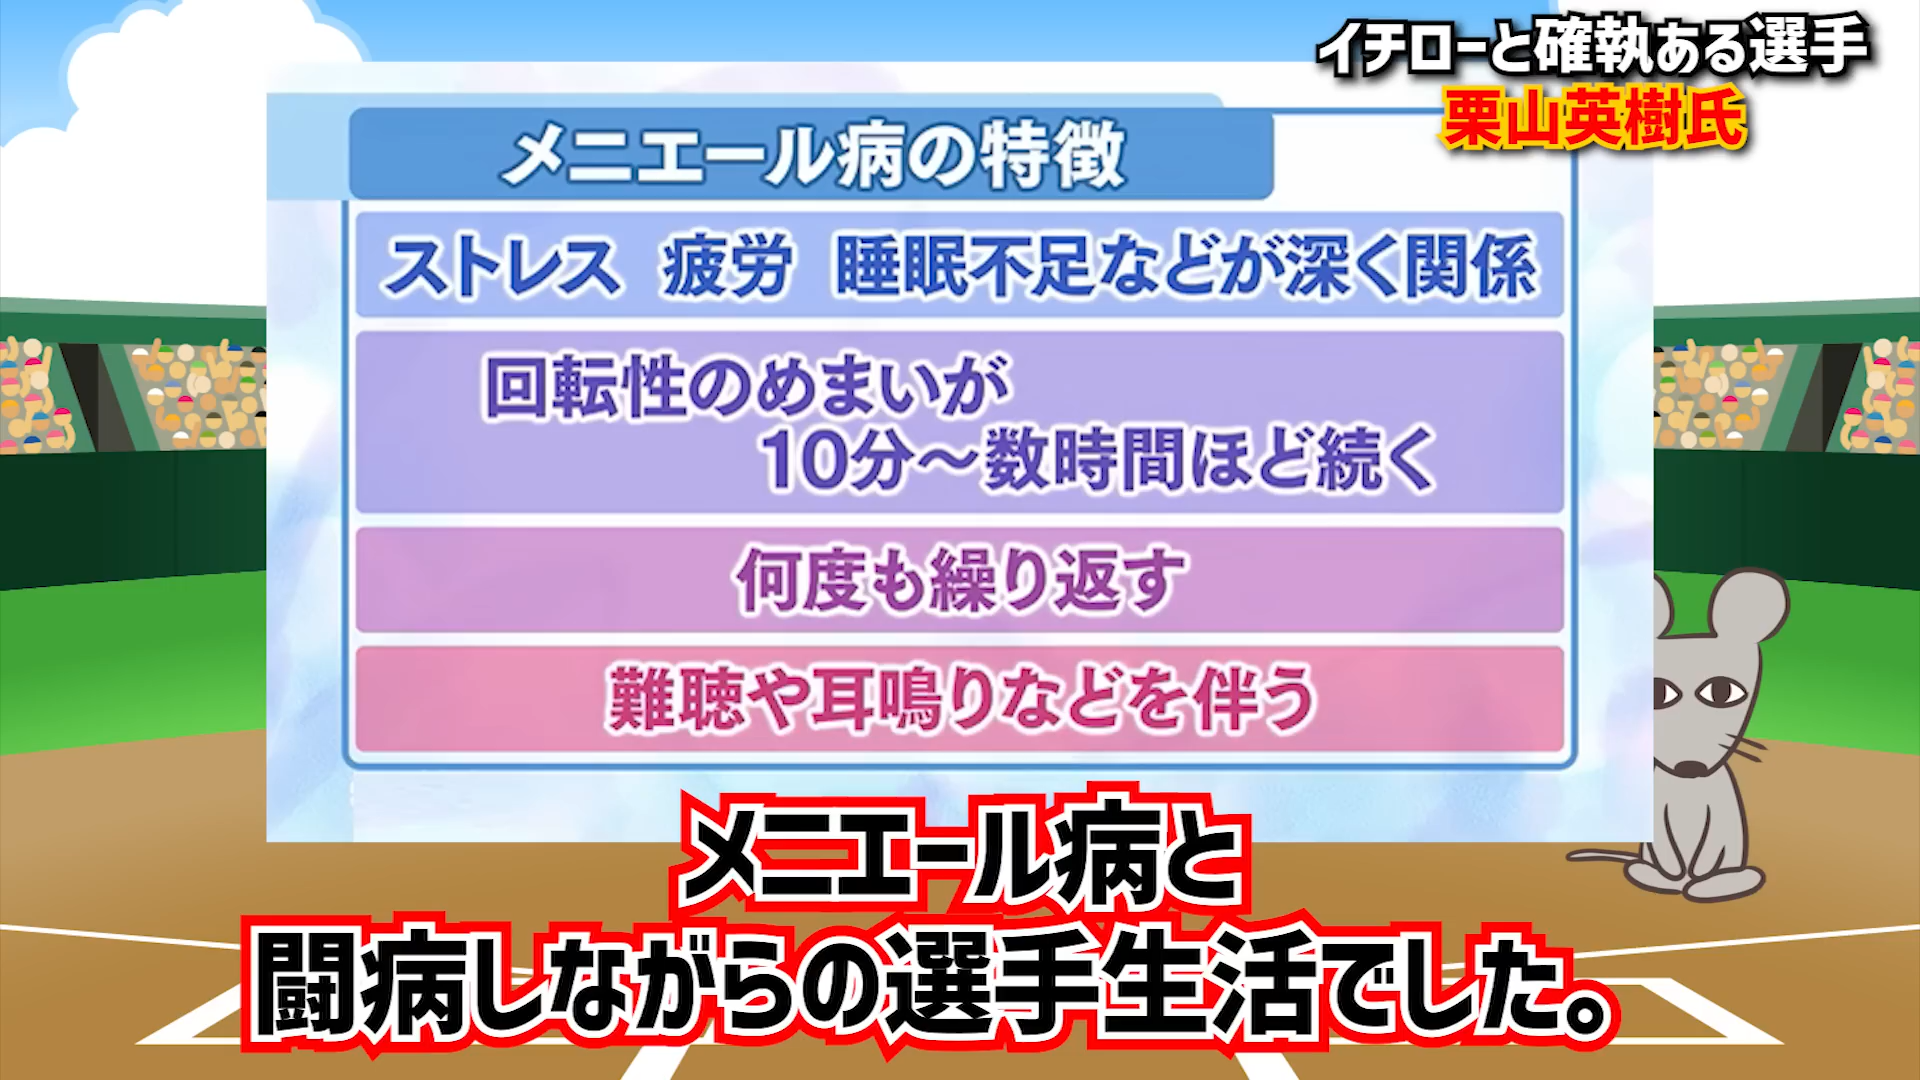 イチローと確執ある選手
栗山英樹氏
メニエール病の特徴
ストレス 疲労 睡眠不足などが深く関係
回転性のめまいが
10分～数時間ほど続く
何度も繰り返す
難聴や耳鳴りなどを伴う
メニエール病と
闘病しながらの選手生活でした。